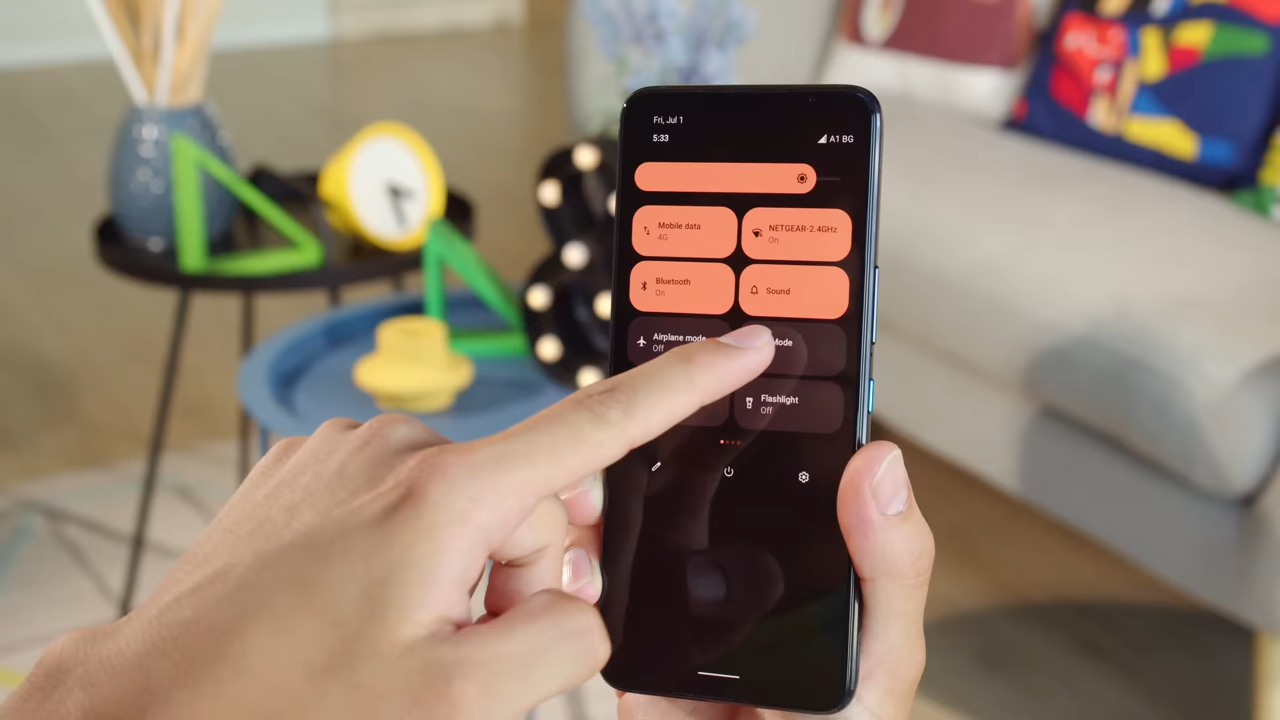 Fri, Jul 1
5:33
A1 BG
Mobile data
4G
NETGEAR-2.4GHz
On
Bluetooth
On
Sound
Airplane mode
Off
Mode
Flashlight
Off